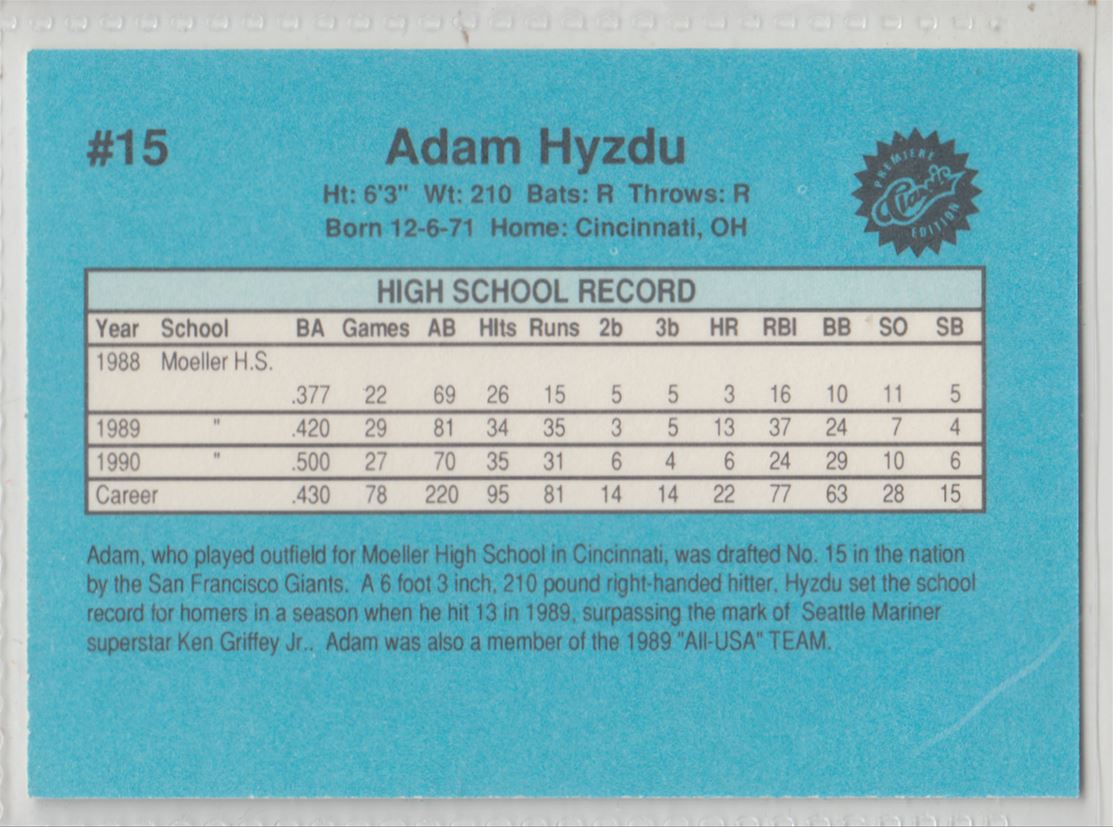 #15
Adam Hyzdu
Ht: 6'3" Wt: 210 Bats: R Throws: R
Born 12-6-71 Home: Cincinnati, OH
PREMIERE
Classic
EDITION
HIGH SCHOOL RECORD
Year School BA Games AB HIts Runs 2b 3b HR RBI BB SO SB
1988 Moeller H.S.
.377 22 69 26 15 5 5 3 16 10 11 5
1989 " .420 29 81 34 35 3 5 13 37 24 7 4
1990 " .500 27 70 35 31 6 4 6 24 29 10 6
Career .430 78 220 95 81 14 14 22 77 63 28 15
Adam, who played outfield for Moeller High School in Cincinnati, was drafted No. 15 in the nation
by the San Francisco Giants. A 6 foot 3 inch, 210 pound right-handed hitter, Hyzdu set the school
record for homers in a season when he hit 13 in 1989, surpassing the mark of Seattle Mariner
superstar Ken Griffey Jr.. Adam was also a member of the 1989 "All-USA" TEAM.